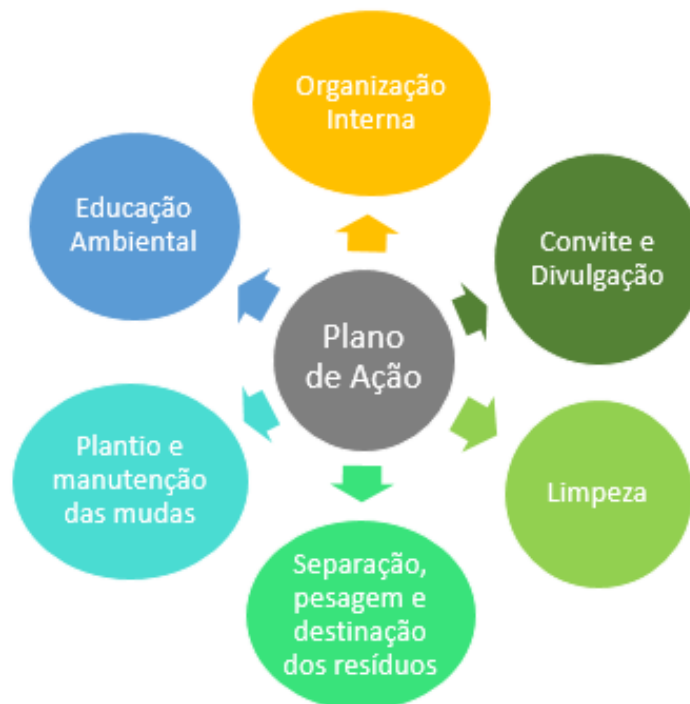 Organização
Interna
Educação
Ambiental
Convite e
Divulgação
Plano
de Ação
Plantio e
manutenção
das mudas
Limpeza
Separação,
pesagem e
destinação
dos resíduos